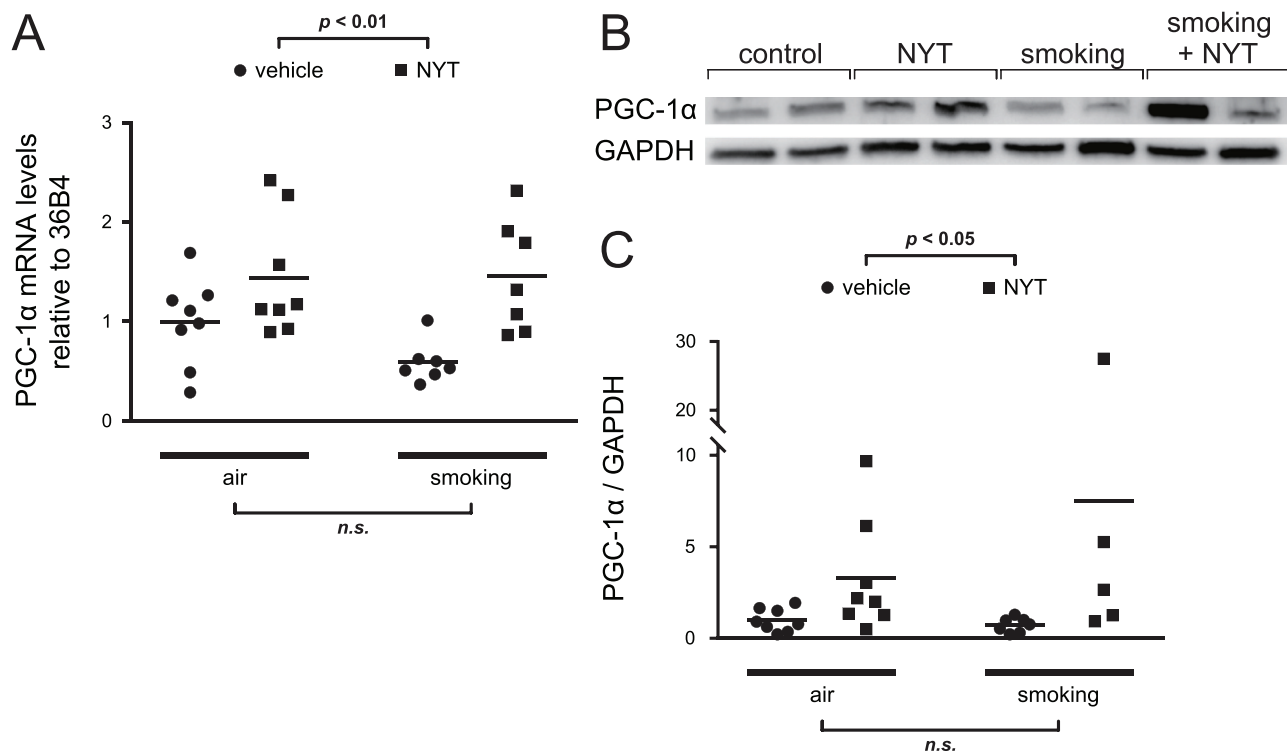 A
p < 0.01
vehicle NYT
PGC-1α mRNA levels
relative to 36B4
3
2
1
0
air smoking
n.s.
B
control NYT smoking smoking
+ NYT
PGC-1α
GAPDH
C
p < 0.05
vehicle NYT
PGC-1α / GAPDH
30
20
10
5
0
air smoking
n.s.